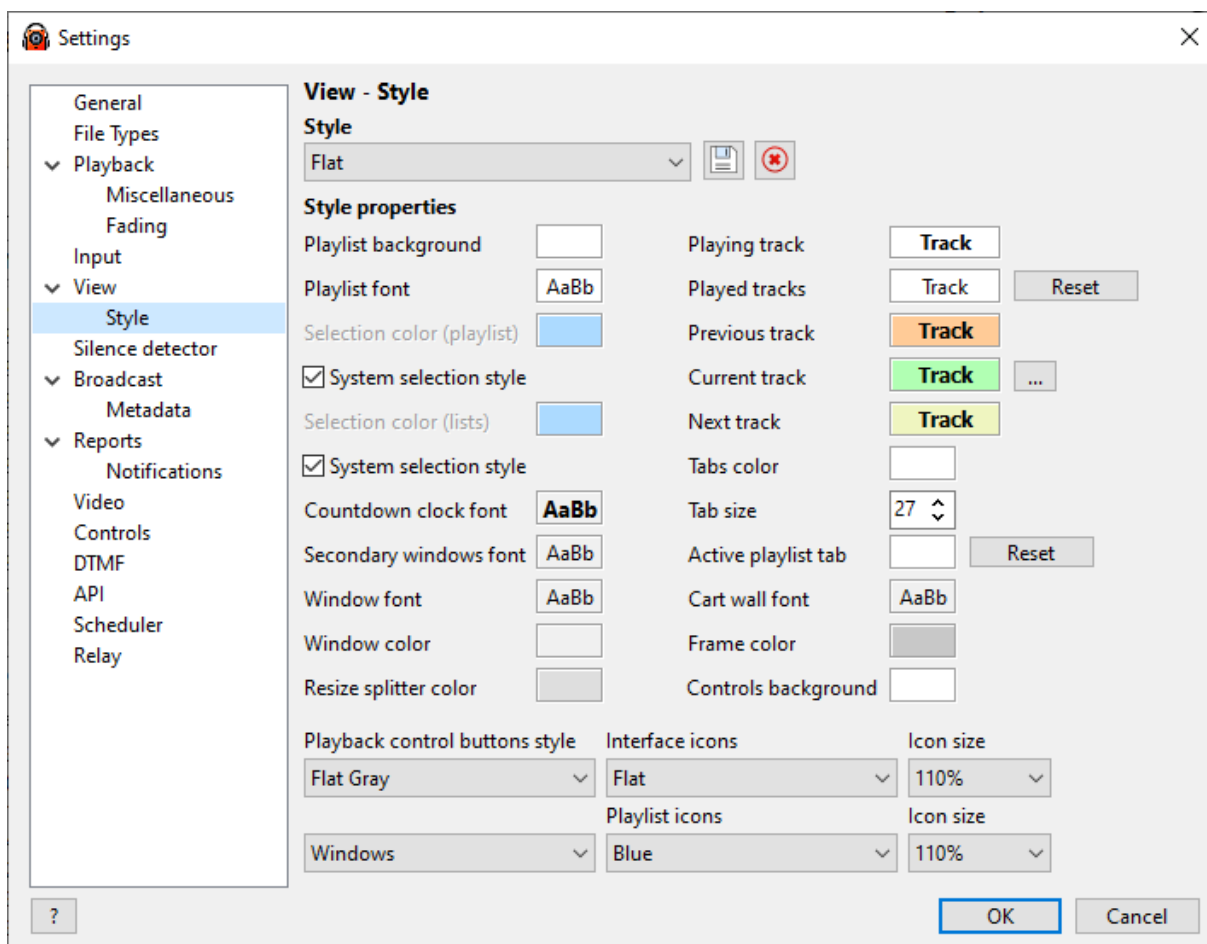 Settings
General
File Types
Playback
Miscellaneous
Fading
Input
View
Style
Silence detector
Broadcast
Metadata
Reports
Notifications
Video
Controls
DTMF
API
Scheduler
Relay
View - Style
Style
Flat
Style properties
Playlist background
Playlist font AaBb
Selection color (playlist)
System selection style
Selection color (lists)
System selection style
Countdown clock font AaBb
Secondary windows font AaBb
Window font AaBb
Window color
Resize splitter color
Playing track Track
Played tracks Track Reset
Previous track Track
Current track Track ...
Next track Track
Tabs color
Tab size 27
Active playlist tab Reset
Cart wall font AaBb
Frame color
Controls background
Playback control buttons style Interface icons Icon size
Flat Gray Flat 110%
Playlist icons Icon size
Windows Blue 110%
? OK Cancel